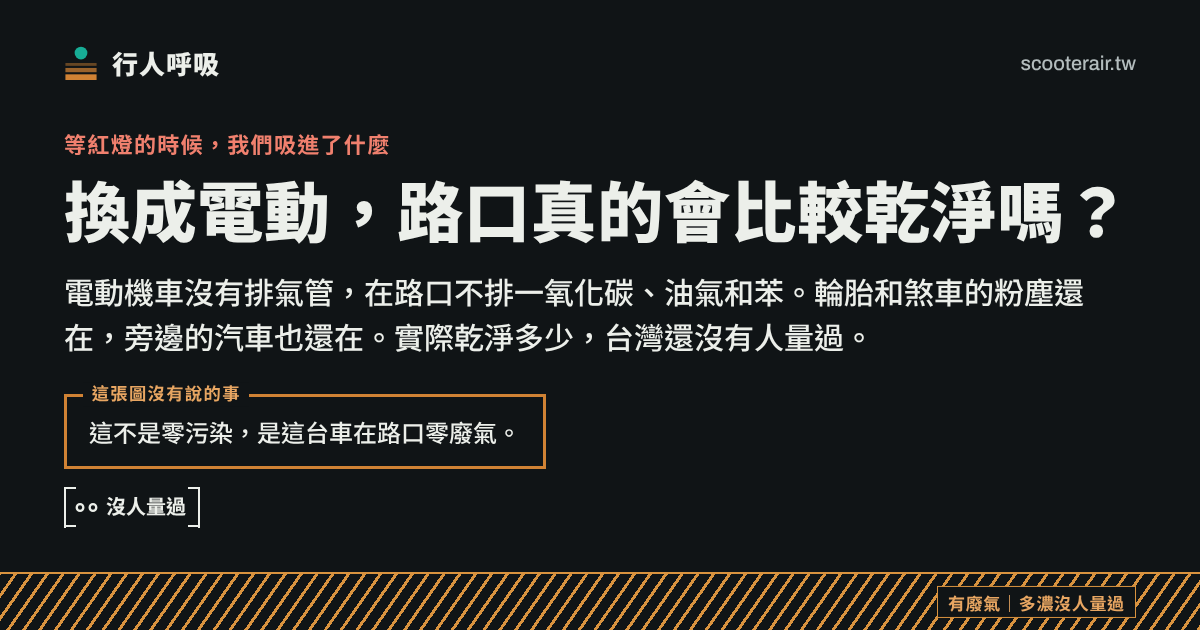 行人呼吸
scooterair.tw
等紅燈的時候，我們吸進了什麼
換成電動，路口真的會比較乾淨嗎？
電動機車沒有排氣管，在路口不排一氧化碳、油氣和苯。輪胎和煞車的粉塵還
在，旁邊的汽車也還在。實際乾淨多少，台灣還沒有人量過。
這張圖沒有說的事
這不是零污染，是這台車在路口零廢氣。
沒人量過
有廢氣｜多濃沒人量過